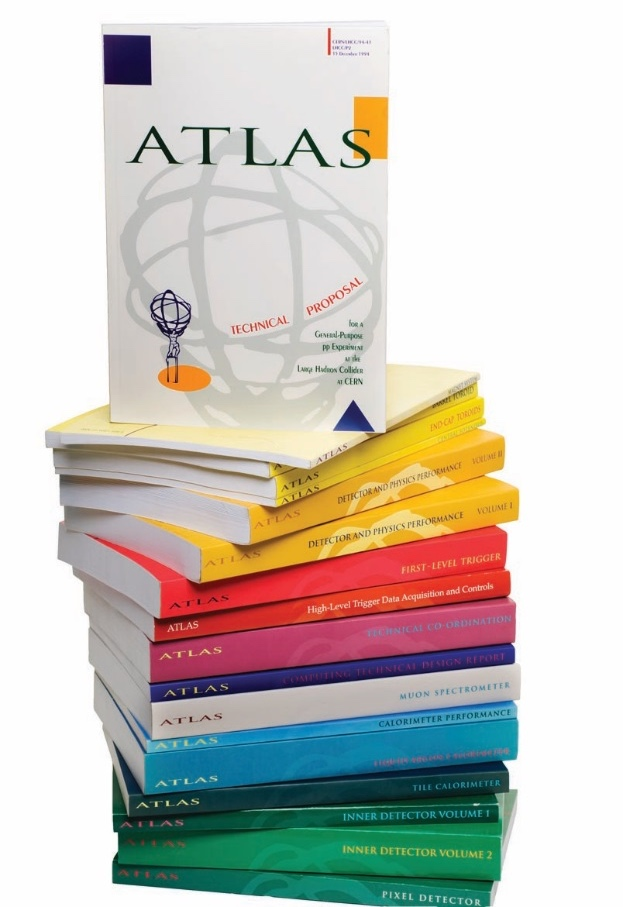 CERN/LHCC/94-43
LHCC/P2
15 December 1994
ATLAS
TECHNICAL PROPOSAL
for a
General-Purpose
pp Experiment
at the
Large Hadron Collider
at CERN
BARREL TOROID
ATLAS
END-CAP TOROIDS
ATLAS
ATLAS
ATLAS DETECTOR AND PHYSICS PERFORMANCE VOLUME II
ATLAS DETECTOR AND PHYSICS PERFORMANCE VOLUME I
ATLAS FIRST-LEVEL TRIGGER
ATLAS High-Level Trigger Data Acquisition and Controls
ATLAS TECHNICAL CO-ORDINATION
ATLAS COMPUTING TECHNICAL DESIGN REPORT
ATLAS MUON SPECTROMETER
ATLAS CALORIMETER PERFORMANCE
ATLAS
ATLAS TILE CALORIMETER
ATLAS INNER DETECTOR VOLUME 1
ATLAS INNER DETECTOR VOLUME 2
ATLAS PIXEL DETECTOR